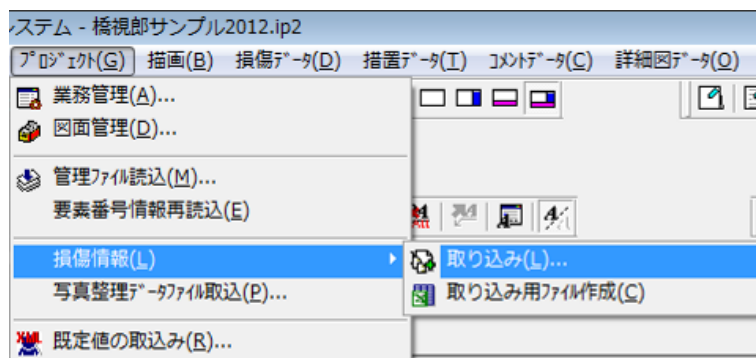 ｼｽﾃﾑ - 橋視郎サンプル2012.ip2
ﾌﾟﾛｼﾞｪｸﾄ(G) 描画(B) 損傷ﾃﾞｰﾀ(D) 措置ﾃﾞｰﾀ(T) ｺﾒﾝﾄﾃﾞｰﾀ(C) 詳細図ﾃﾞｰﾀ(O)
業務管理(A)...
図面管理(D)...
管理ﾌｧｲﾙ読込(M)...
要素番号情報再読込(E)
損傷情報(L)
取り込み(L)...
写真整理ﾃﾞｰﾀﾌｧｲﾙ取込(P)...
取り込み用ﾌｧｲﾙ作成(C)
既定値の取込み(R)...